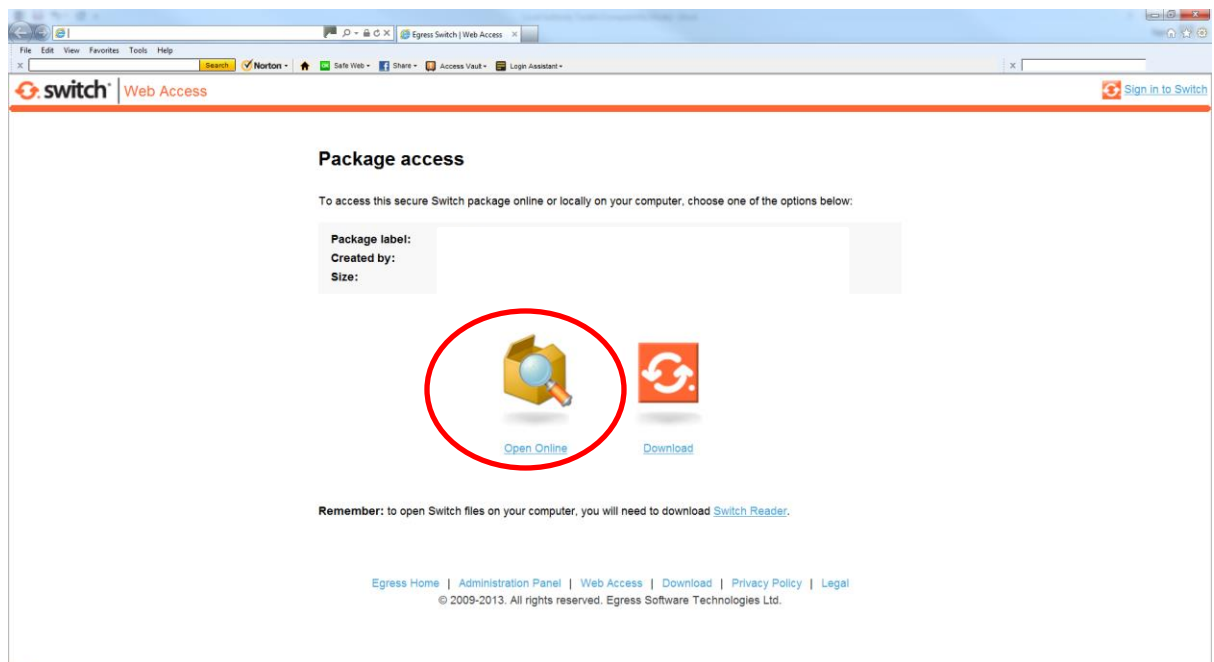 Egress Switch | Web Access
File Edit View Favorites Tools Help
Search Norton Safe Web Share Access Vault Login Assistant
switch Web Access
Sign in to Switch
Package access
To access this secure Switch package online or locally on your computer, choose one of the options below:
Package label:
Created by:
Size:
Open Online Download
Remember: to open Switch files on your computer, you will need to download Switch Reader.
Egress Home | Administration Panel | Web Access | Download | Privacy Policy | Legal
© 2009-2013. All rights reserved. Egress Software Technologies Ltd.